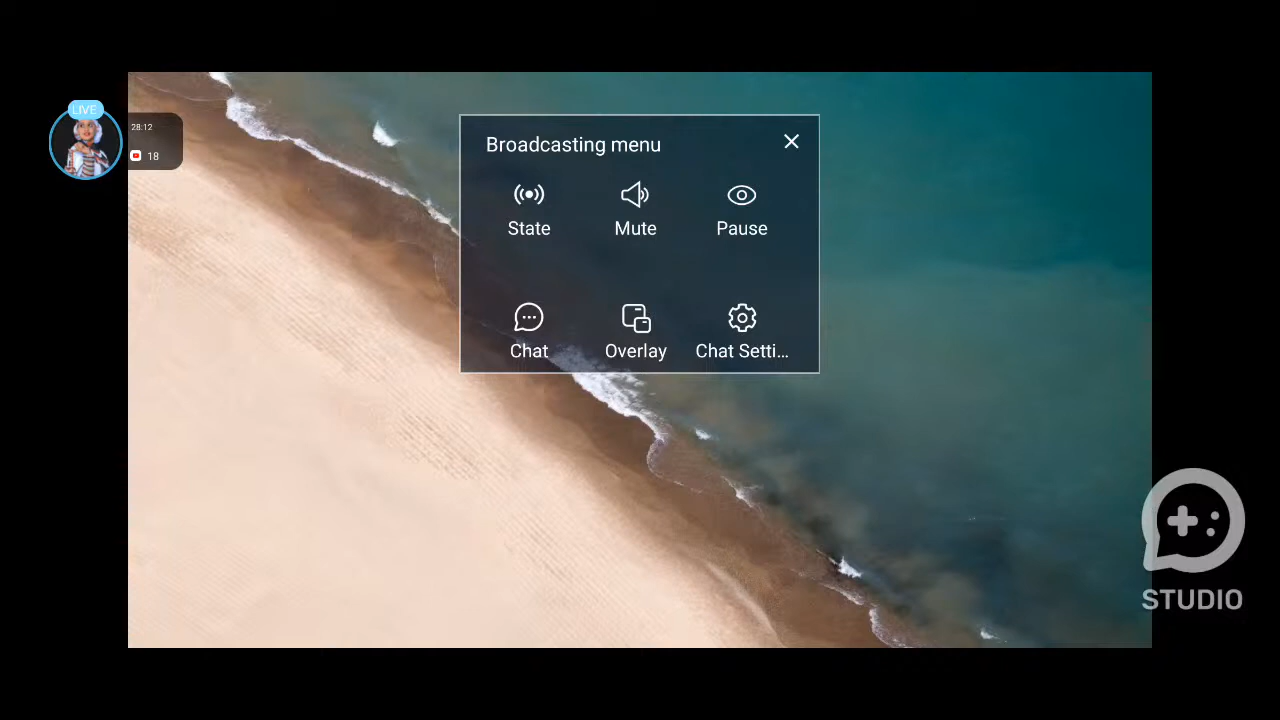 LIVE
28:12
18
Broadcasting menu
State
Mute
Pause
Chat
Overlay
Chat Setti...
STUDIO